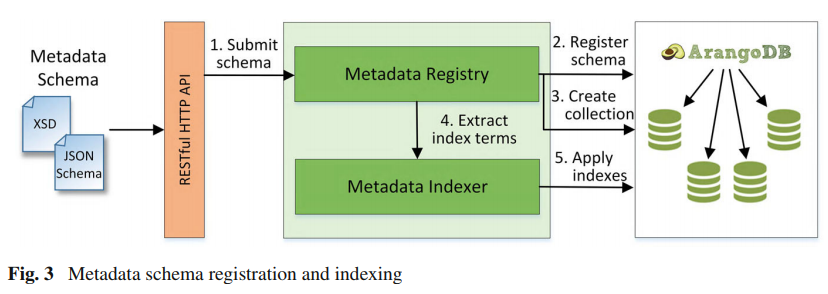 Metadata
Schema
XSD
JSON
Schema
RESTful HTTP API
1. Submit
schema
Metadata Registry
4. Extract
index terms
Metadata Indexer
2. Register
schema
3. Create
collection
5. Apply
indexes
ArangoDB
Fig. 3 Metadata schema registration and indexing